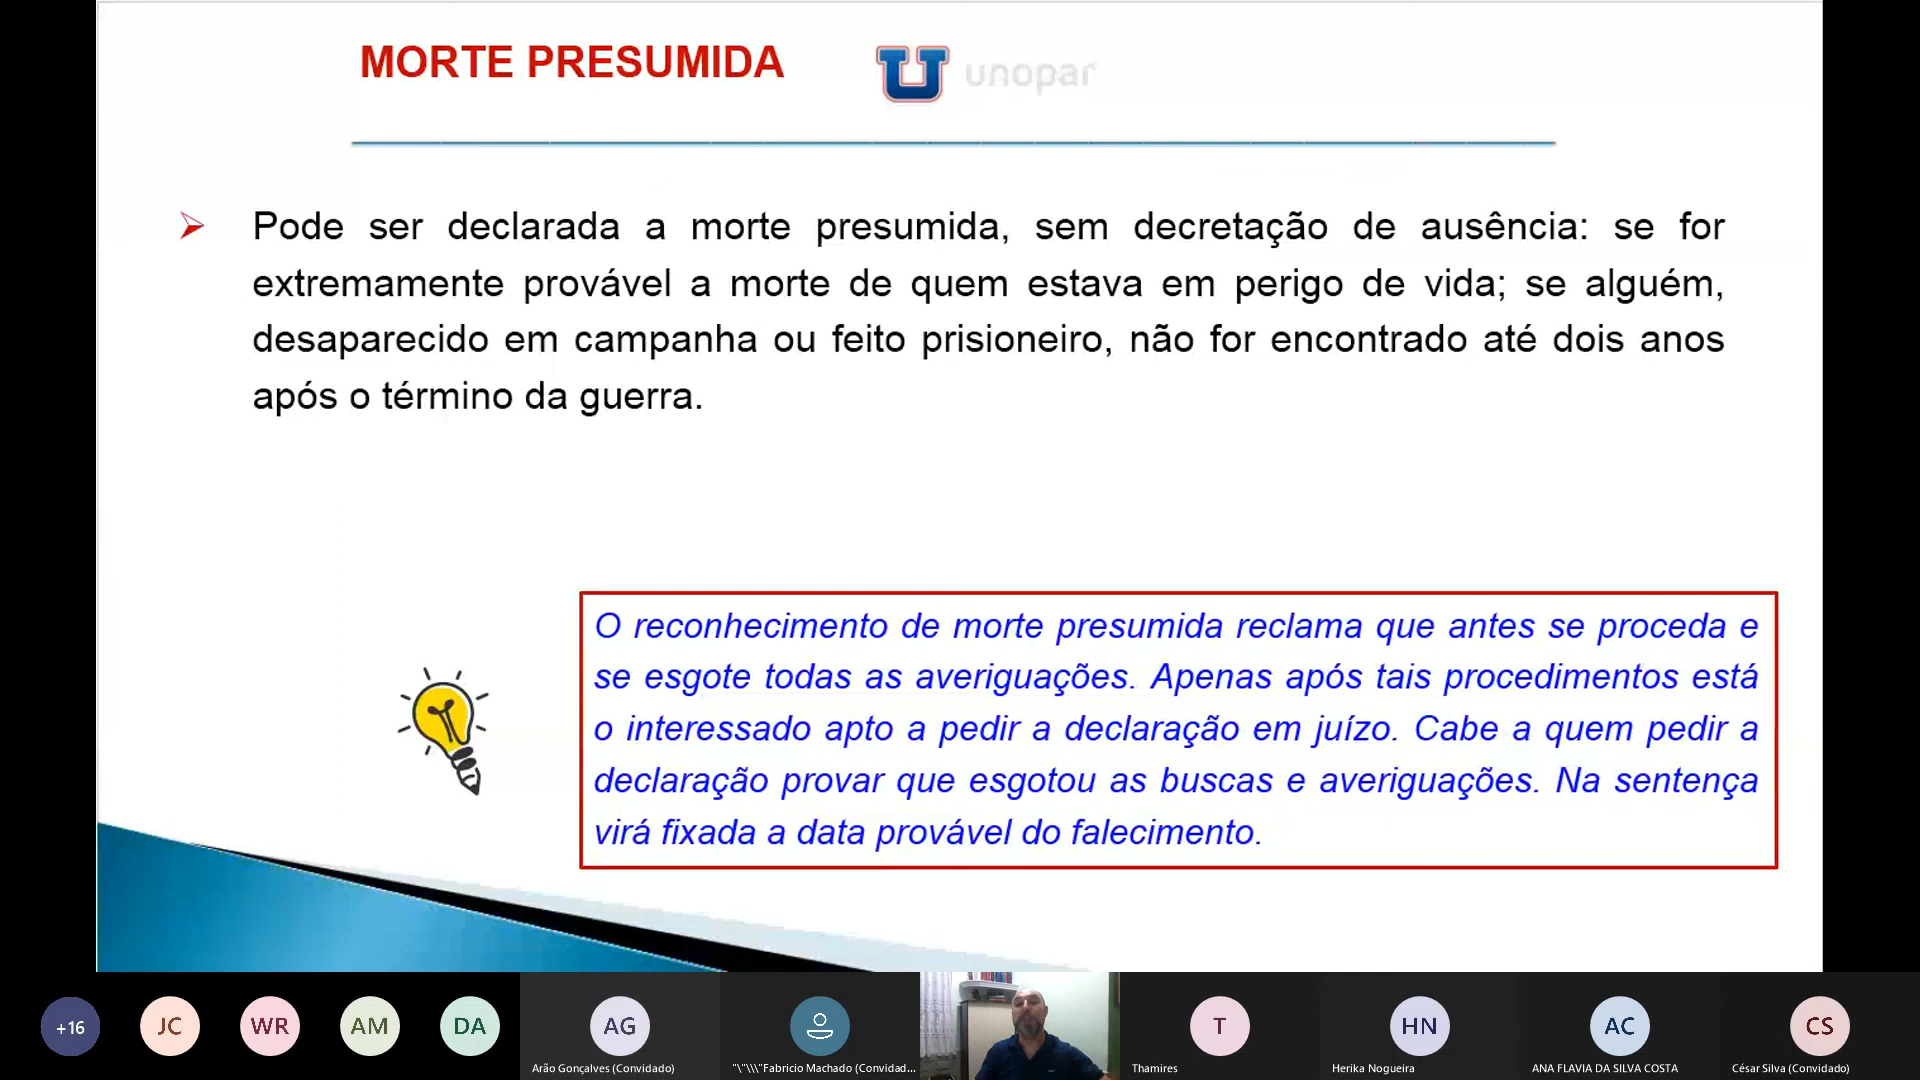 MORTE PRESUMIDA
unopar
Pode ser declarada a morte presumida, sem decretação de ausência: se for
extremamente provável a morte de quem estava em perigo de vida; se alguém,
desaparecido em campanha ou feito prisioneiro, não for encontrado até dois anos
após o término da guerra.
O reconhecimento de morte presumida reclama que antes se proceda e
se esgote todas as averiguações. Apenas após tais procedimentos está
o interessado apto a pedir a declaração em juízo. Cabe a quem pedir a
declaração provar que esgotou as buscas e averiguações. Na sentença
virá fixada a data provável do falecimento.
+16
JC
WR
AM
DA
AG
T
HN
AC
CS
Arão Gonçalves (Convidado)
"\"\\\"Fabricio Machado (Convidad...
Thamires
Herika Nogueira
ANA FLAVIA DA SILVA COSTA
César Silva (Convidado)